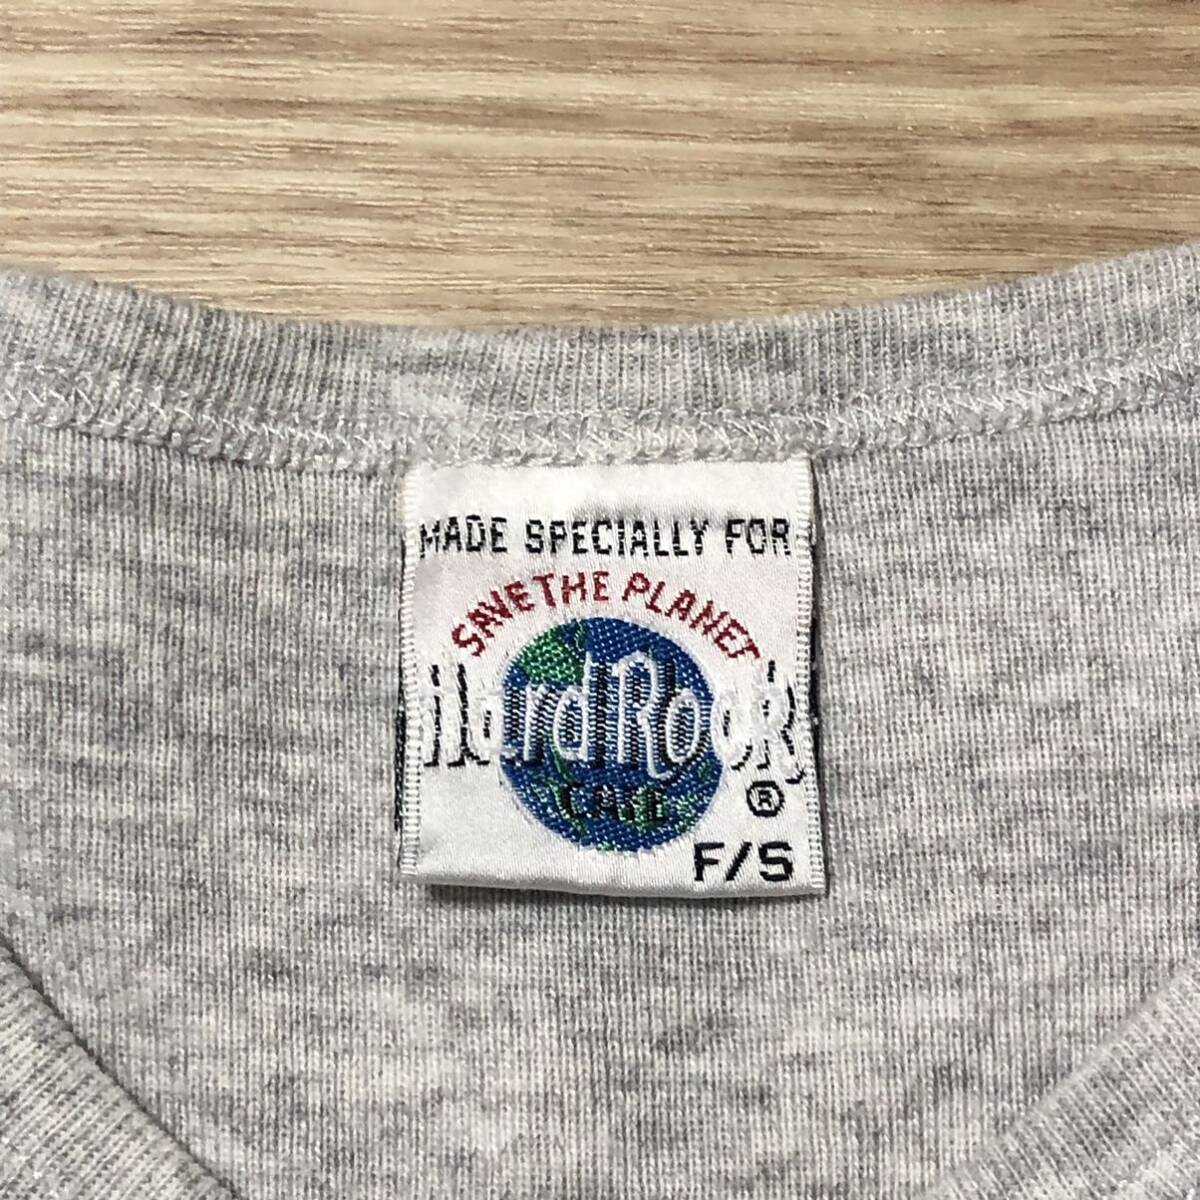 MADE SPECIALLY FOR
SAVE THE PLANET
Hard Rock
CAFE
®
F/S